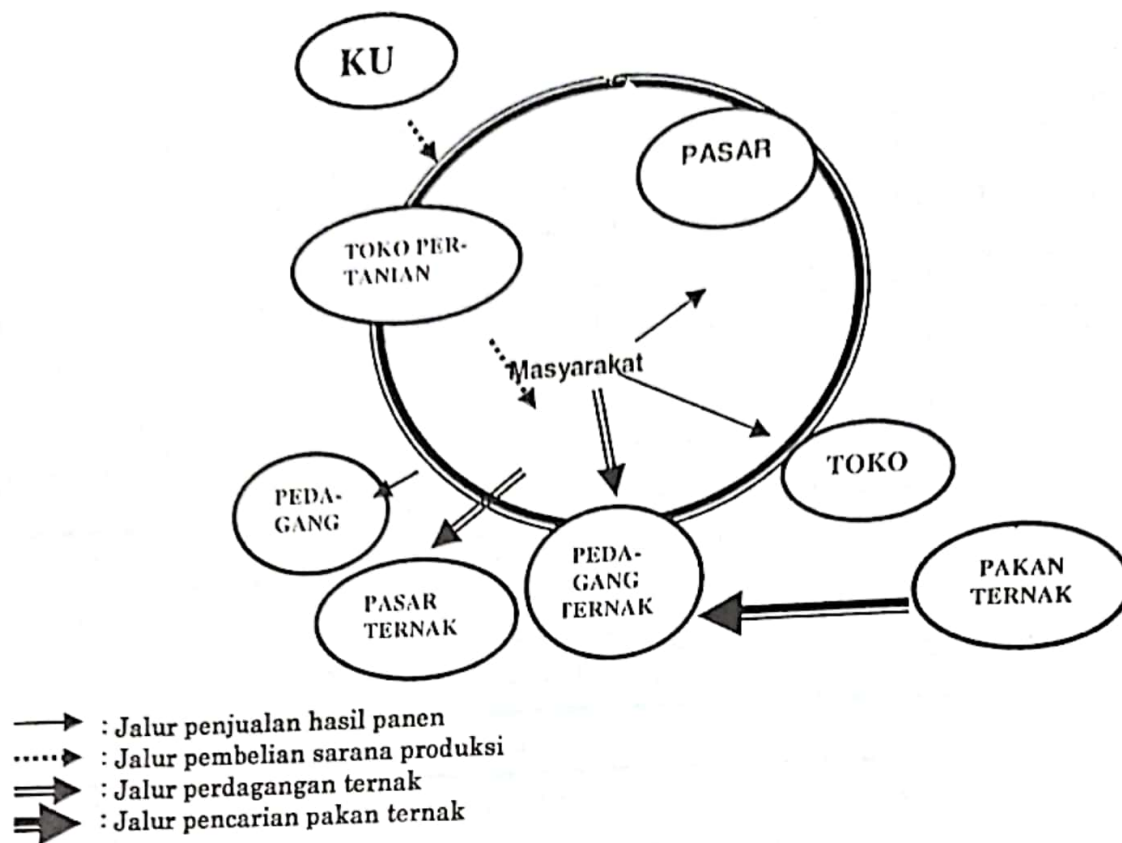 KU
PASAR
TOKO PER-
TANIAN
Masyarakat
TOKO
PEDA-
GANG
PASAR
TERNAK
PEDA-
GANG
TERNAK
PAKAN
TERNAK
: Jalur penjualan hasil panen
: Jalur pembelian sarana produksi
: Jalur perdagangan ternak
: Jalur pencarian pakan ternak